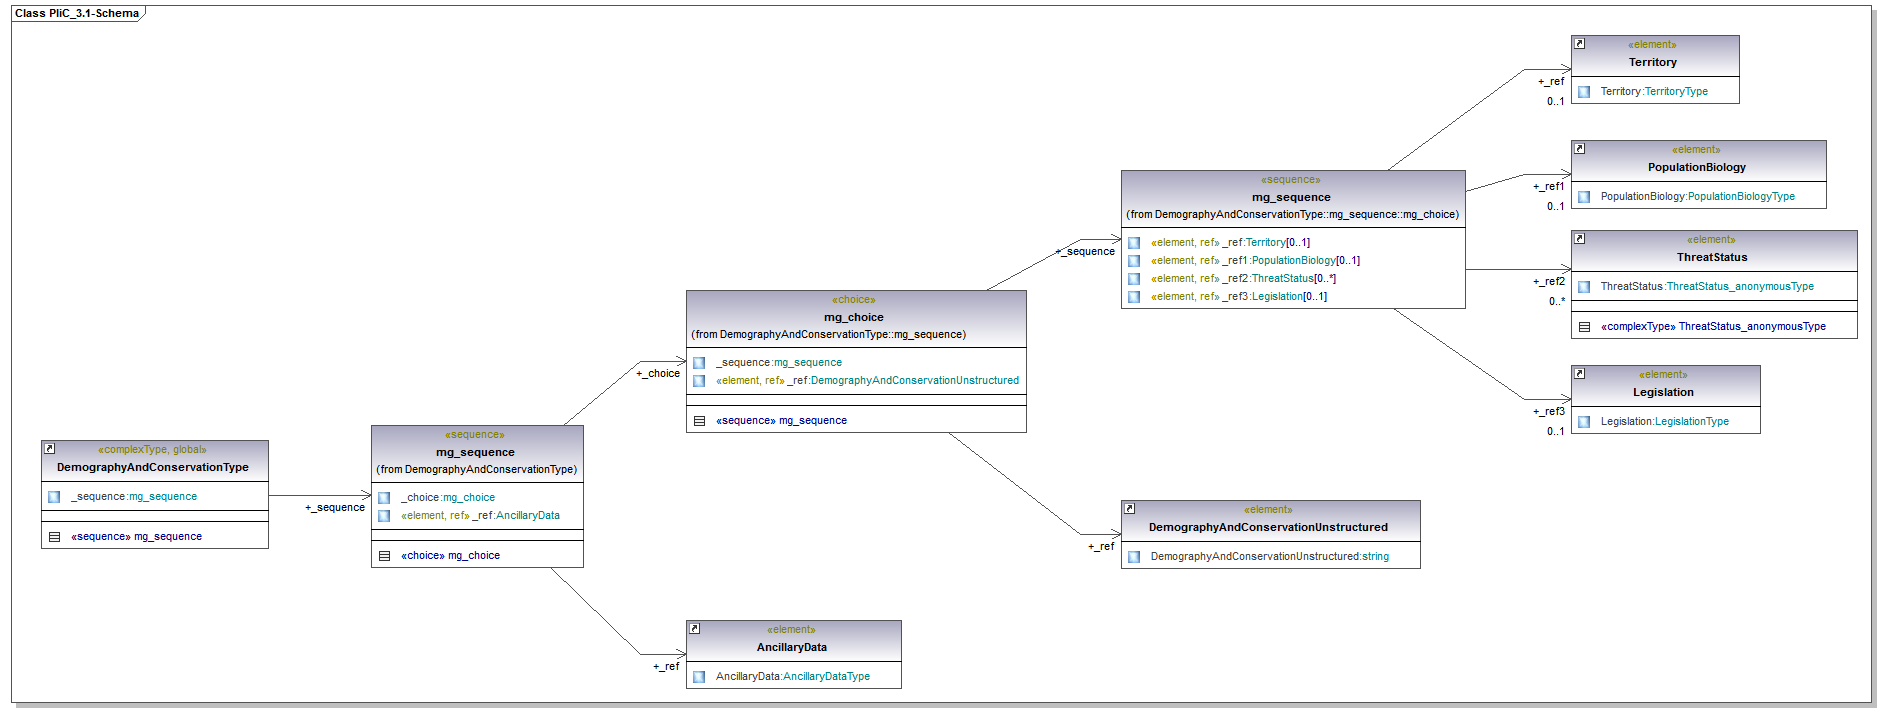 Class PliC_3.1-Schema
«element»
Territory
Territory:TerritoryType
+_ref
0..1
«element»
PopulationBiology
PopulationBiology:PopulationBiologyType
+_ref1
0..1
«sequence»
mg_sequence
(from DemographyAndConservationType::mg_sequence::mg_choice)
«element, ref» _ref:Territory[0..1]
«element, ref» _ref1:PopulationBiology[0..1]
«element, ref» _ref2:ThreatStatus[0..*]
«element, ref» _ref3:Legislation[0..1]
+_sequence
«element»
ThreatStatus
ThreatStatus:ThreatStatus_anonymousType
«complexType» ThreatStatus_anonymousType
+_ref2
0..*
«choice»
mg_choice
(from DemographyAndConservationType::mg_sequence)
_sequence:mg_sequence
«element, ref» _ref:DemographyAndConservationUnstructured
«sequence» mg_sequence
+_choice
«element»
Legislation
Legislation:LegislationType
+_ref3
0..1
«complexType, global»
DemographyAndConservationType
_sequence:mg_sequence
«sequence» mg_sequence
+_sequence
«sequence»
mg_sequence
(from DemographyAndConservationType)
_choice:mg_choice
«element, ref» _ref:AncillaryData
«choice» mg_choice
«element»
DemographyAndConservationUnstructured
DemographyAndConservationUnstructured:string
+_ref
«element»
AncillaryData
AncillaryData:AncillaryDataType
+_ref